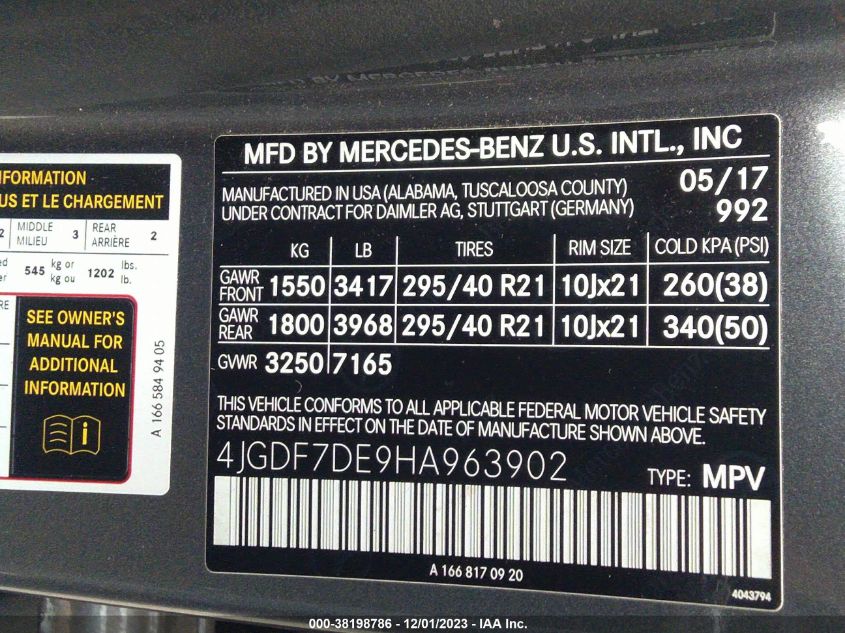 NFORMATION
US ET LE CHARGEMENT
2 MIDDLE MILIEU 3 REAR ARRIÈRE 2
545 kg or kg ou 1202 lbs. lb.
SEE OWNER'S
MANUAL FOR
ADDITIONAL
INFORMATION
i
A 166 584 94 05
MFD BY MERCEDES-BENZ U.S. INTL., INC
MANUFACTURED IN USA (ALABAMA, TUSCALOOSA COUNTY) 05/17
UNDER CONTRACT FOR DAIMLER AG, STUTTGART (GERMANY) 992
KG LB TIRES RIM SIZE COLD KPA (PSI)
GAWR FRONT 1550 3417 295/40 R21 10Jx21 260(38)
GAWR REAR 1800 3968 295/40 R21 10Jx21 340(50)
GVWR 3250 7165
THIS VEHICLE CONFORMS TO ALL APPLICABLE FEDERAL MOTOR VEHICLE SAFETY
STANDARDS IN EFFECT ON THE DATE OF MANUFACTURE SHOWN ABOVE.
4JGDF7DE9HA963902 TYPE: MPV
A 166 817 09 20
4043794
000-38198786 - 12/01/2023 - IAA Inc.